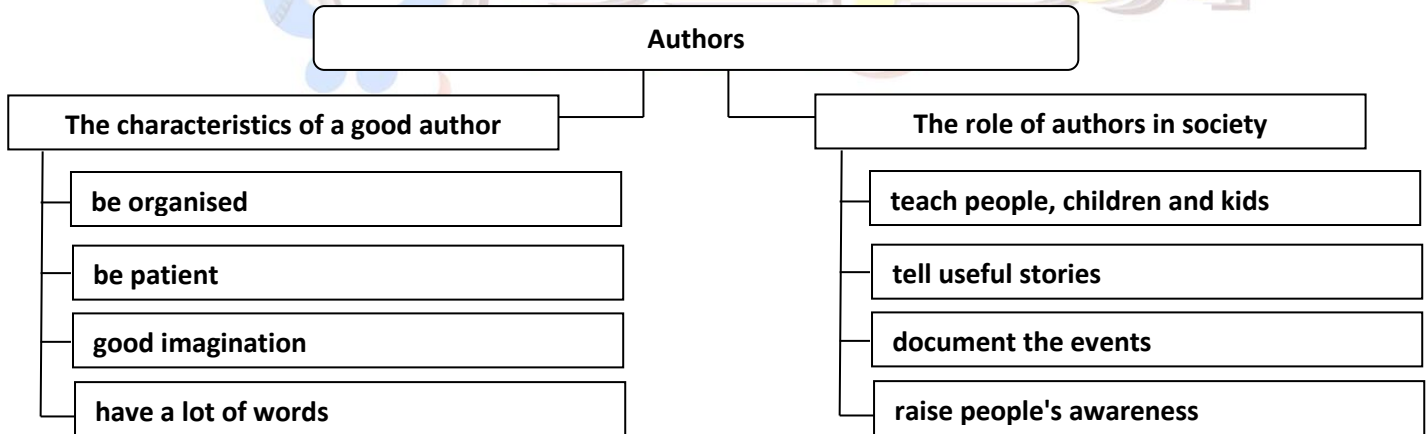 Authors
The characteristics of a good author
be organised
be patient
good imagination
have a lot of words
The role of authors in society
teach people, children and kids
tell useful stories
document the events
raise people's awareness